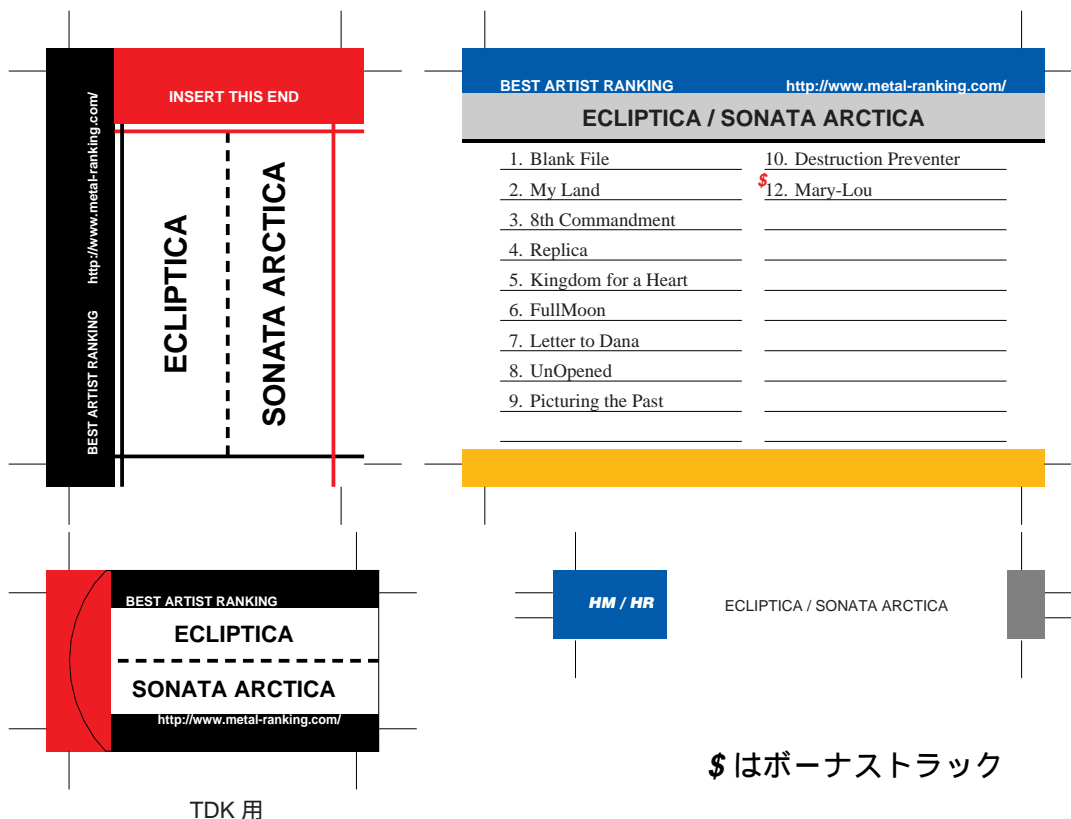 INSERT THIS END
BEST ARTIST RANKING http://www.metal-ranking.com/
ECLIPTICA
SONATA ARCTICA
BEST ARTIST RANKING http://www.metal-ranking.com/
ECLIPTICA / SONATA ARCTICA
1. Blank File
2. My Land
3. 8th Commandment
4. Replica
5. Kingdom for a Heart
6. FullMoon
7. Letter to Dana
8. UnOpened
9. Picturing the Past
10. Destruction Preventer
$12. Mary-Lou
BEST ARTIST RANKING
ECLIPTICA
SONATA ARCTICA
http://www.metal-ranking.com/
TDK 用
HM / HR
ECLIPTICA / SONATA ARCTICA
$ はボーナストラック